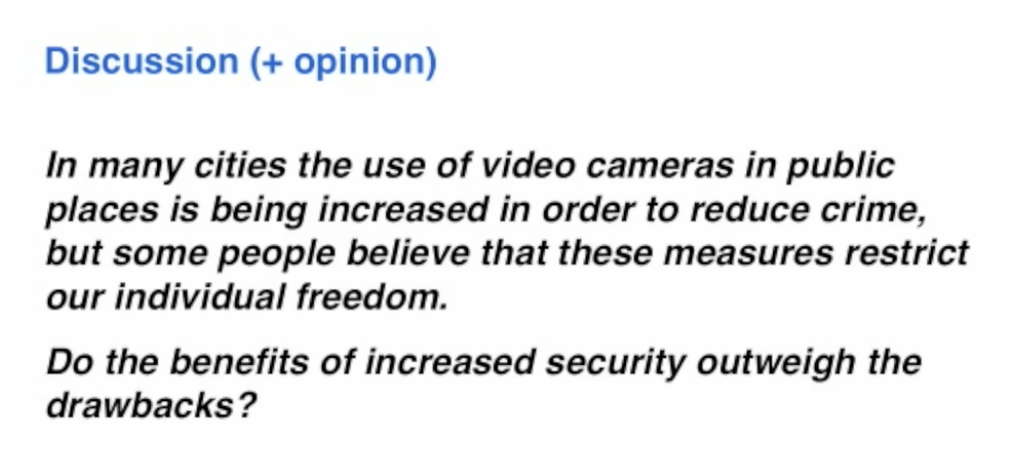 Discussion (+ opinion)
In many cities the use of video cameras in public
places is being increased in order to reduce crime,
but some people believe that these measures restrict
our individual freedom.
Do the benefits of increased security outweigh the
drawbacks?